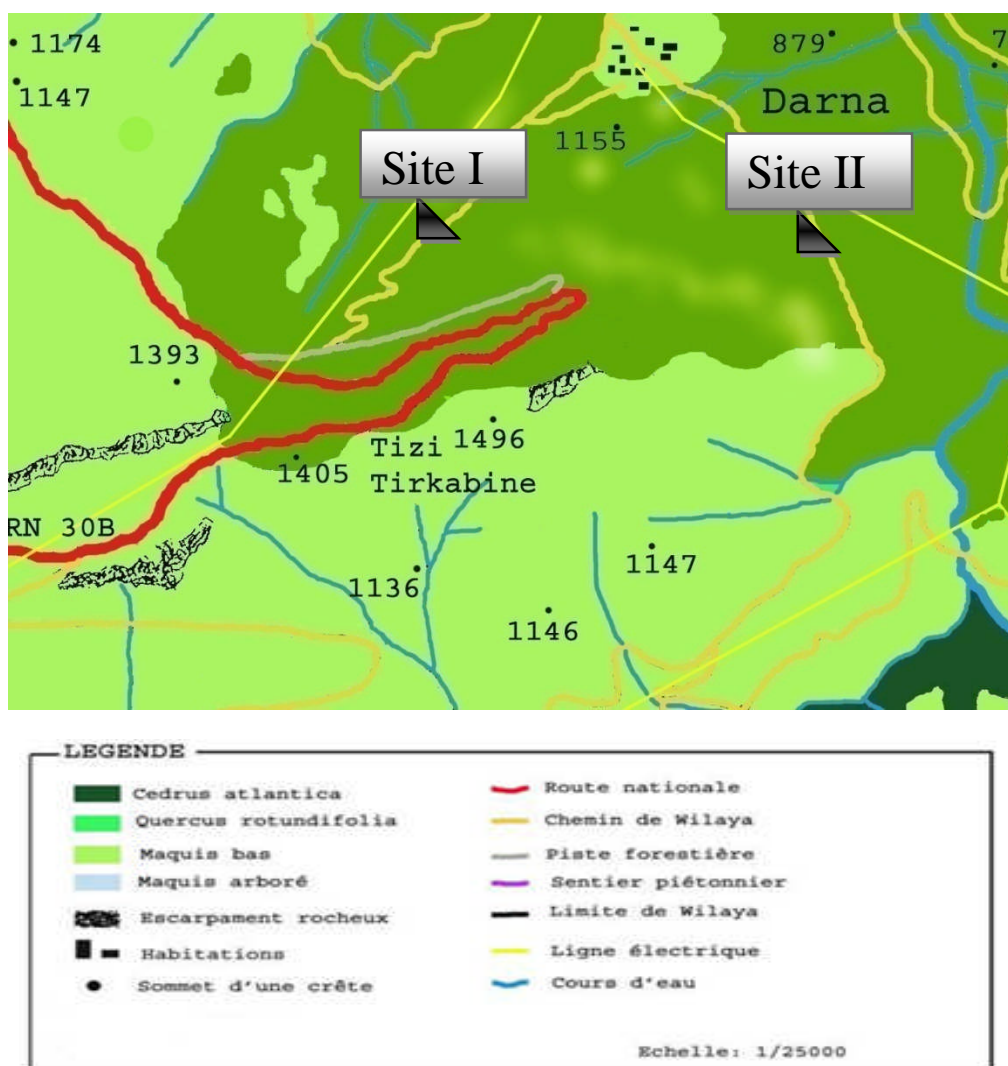 1174
879
7
1147
Darna
1155
Site I
Site II
1393
1496
Tizi
1405
Tirkabine
RN 30B
1147
1136
1146
LEGENDE
Cedrus atlantica
Route nationale
Quercus rotundifolia
Chemin de Wilaya
Maquis bas
Piste forestière
Maquis arboré
Sentier piétonnier
Escarpament rocheux
Limite de Wilaya
Habitations
Ligne électrique
Sommet d'une crête
Cours d'eau
Echelle: 1/25000